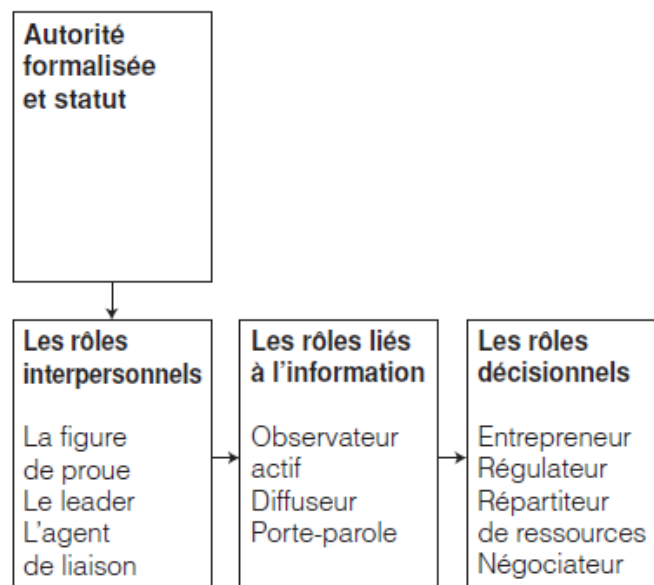 Autorité
formalisée
et statut
Les rôles
interpersonnels
La figure
de proue
Le leader
L'agent
de liaison
Les rôles liés
à l'information
Observateur
actif
Diffuseur
Porte-parole
Les rôles
décisionnels
Entrepreneur
Régulateur
Répartiteur
de ressources
Négociateur